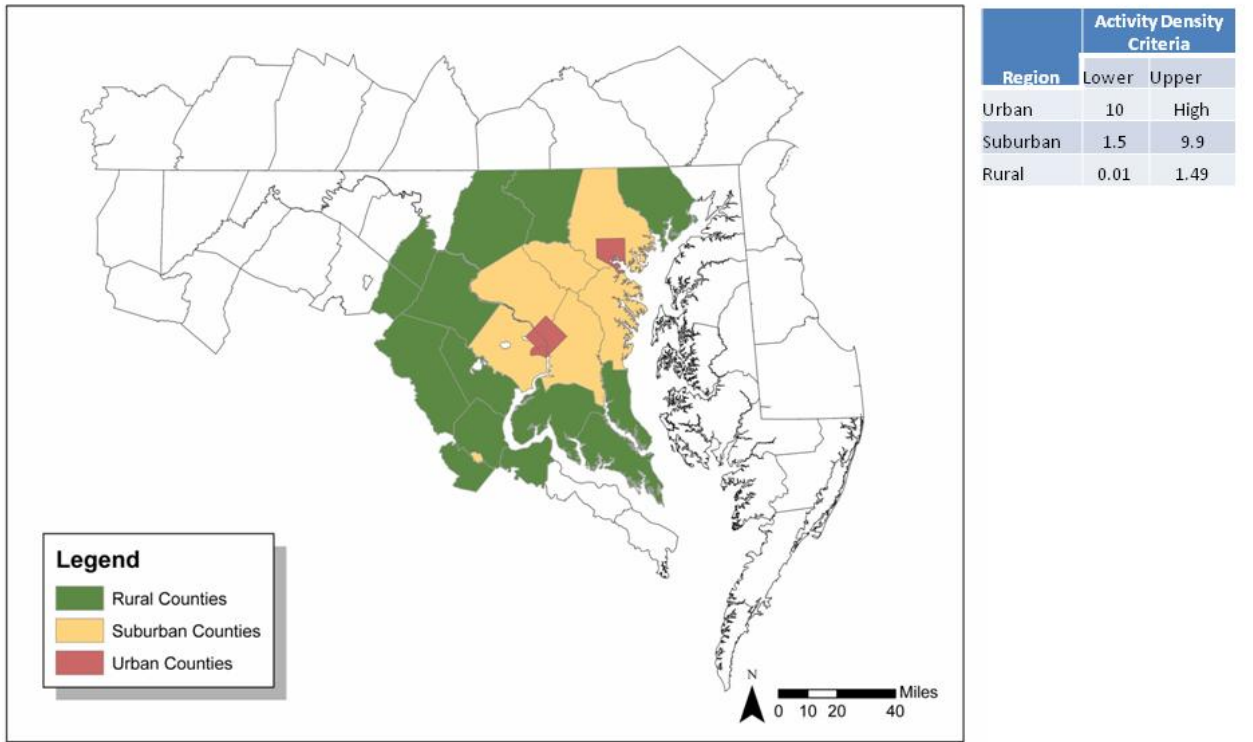 Activity Density
Criteria
Region Lower Upper
Urban 10 High
Suburban 1.5 9.9
Rural 0.01 1.49
Legend
Rural Counties
Suburban Counties
Urban Counties
N
Miles
0 10 20 40